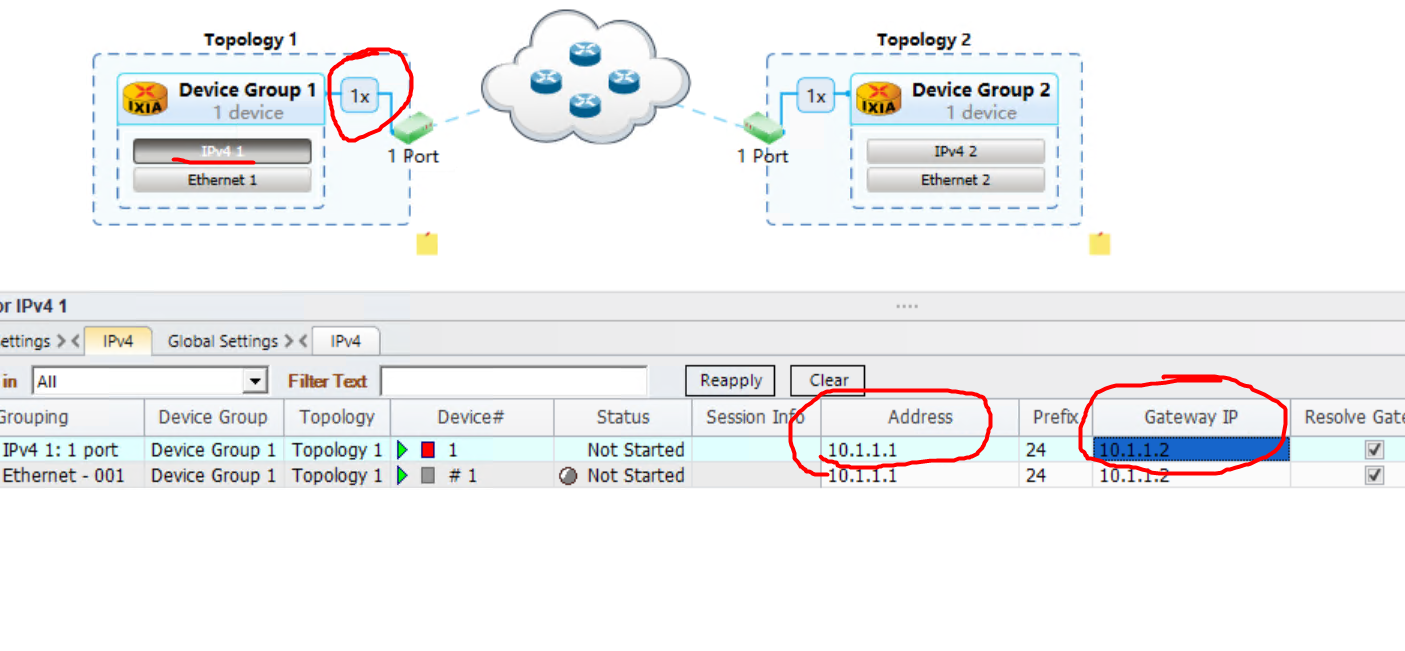 Topology 1
Topology 2
IXIA Device Group 1
1 device
1x
IXIA Device Group 2
1 device
1x
IPv4 1
Ethernet 1
1 Port
1 Port
IPv4 2
Ethernet 2
or IPv4 1
ettings IPv4 Global Settings IPv4
in All Filter Text Reapply Clear
Grouping Device Group Topology Device# Status Session Info Address Prefix Gateway IP Resolve Gate
IPv4 1: 1 port Device Group 1 Topology 1 1 Not Started 10.1.1.1 24 10.1.1.2
Ethernet - 001 Device Group 1 Topology 1 # 1 Not Started 10.1.1.1 24 10.1.1.2